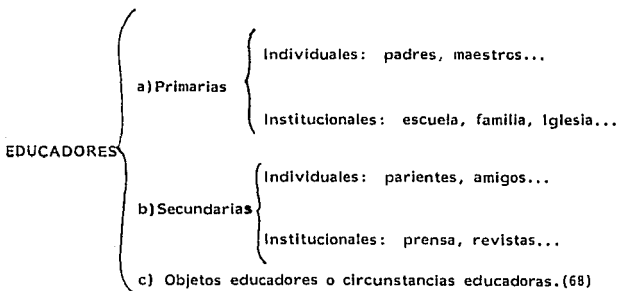 Individuales: padres, maestros...
a) Primarias
Institucionales: escuela, familia, Iglesia...
EDUCADORES
Individuales: parientes, amigos...
b) Secundarias
Institucionales: prensa, revistas...
c) Objetos educadores o circunstancias educadoras.(68)